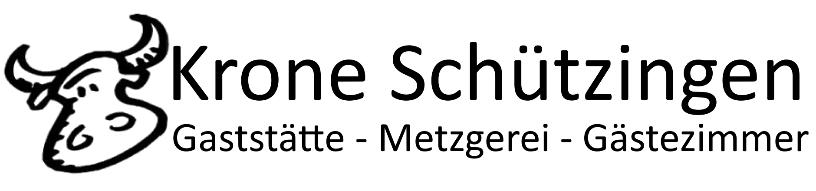 Krone Schützingen
Gaststätte - Metzgerei - Gästezimmer